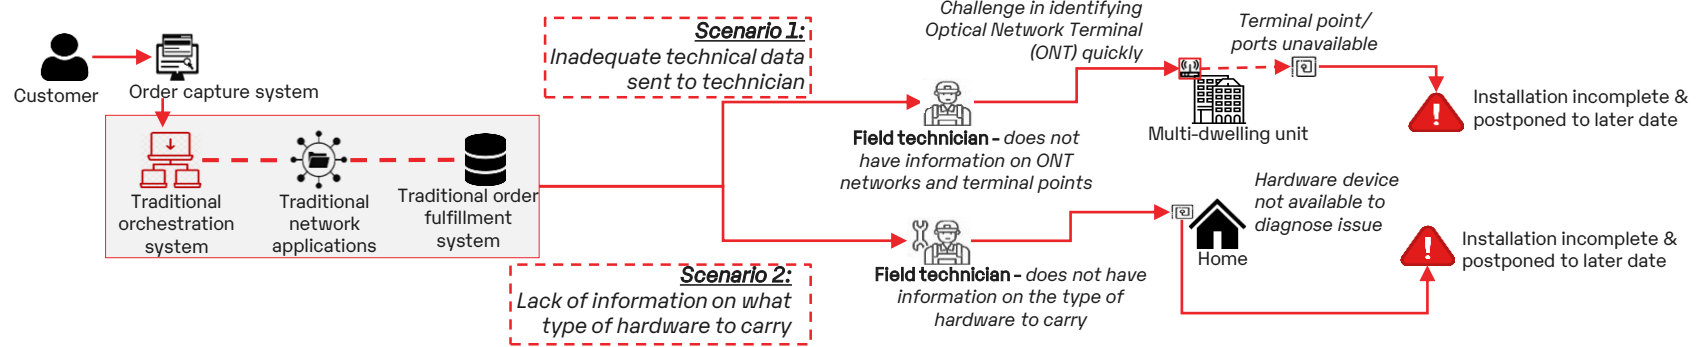 Customer
Order capture system
Traditional
orchestration
system
Traditional
network
applications
Traditional order
fulfillment
system
Scenario 1:
Inadequate technical data
sent to technician
Field technician - does not
have information on ONT
networks and terminal points
Challenge in identifying
Optical Network Terminal
(ONT) quickly
Multi-dwelling unit
Terminal point/
ports unavailable
Installation incomplete &
postponed to later date
Scenario 2:
Lack of information on what
type of hardware to carry
Field technician - does not have
information on the type of
hardware to carry
Home
Hardware device
not available to
diagnose issue
Installation incomplete &
postponed to later date